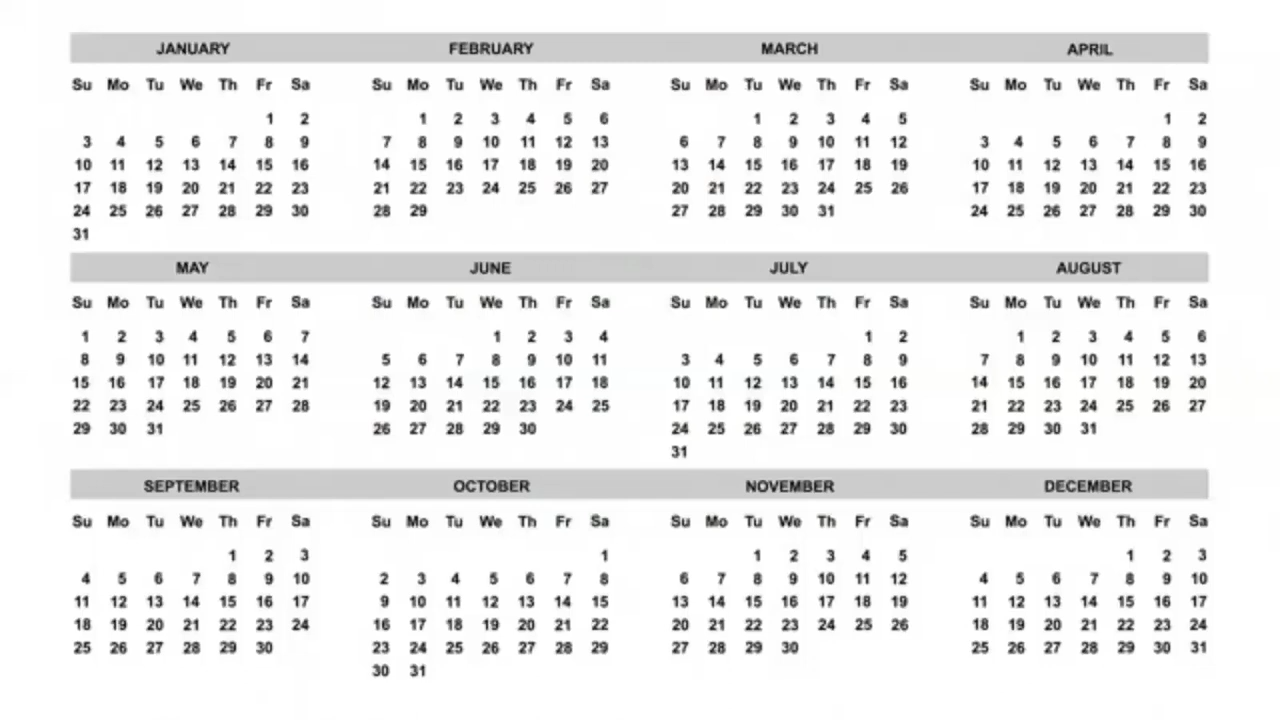 JANUARY FEBRUARY MARCH APRIL
Su Mo Tu We Th Fr Sa Su Mo Tu We Th Fr Sa Su Mo Tu We Th Fr Sa Su Mo Tu We Th Fr Sa
1 2 1 2 3 4 5 6 1 2 3 4 5 1 2
3 4 5 6 7 8 9 7 8 9 10 11 12 13 6 7 8 9 10 11 12 3 4 5 6 7 8 9
10 11 12 13 14 15 16 14 15 16 17 18 19 20 13 14 15 16 17 18 19 10 11 12 13 14 15 16
17 18 19 20 21 22 23 21 22 23 24 25 26 27 20 21 22 23 24 25 26 17 18 19 20 21 22 23
24 25 26 27 28 29 30 28 29 27 28 29 30 31 24 25 26 27 28 29 30
31
MAY JUNE JULY AUGUST
Su Mo Tu We Th Fr Sa Su Mo Tu We Th Fr Sa Su Mo Tu We Th Fr Sa Su Mo Tu We Th Fr Sa
1 2 3 4 5 6 7 1 2 3 4 1 2 1 2 3 4 5 6
8 9 10 11 12 13 14 5 6 7 8 9 10 11 3 4 5 6 7 8 9 7 8 9 10 11 12 13
15 16 17 18 19 20 21 12 13 14 15 16 17 18 10 11 12 13 14 15 16 14 15 16 17 18 19 20
22 23 24 25 26 27 28 19 20 21 22 23 24 25 17 18 19 20 21 22 23 21 22 23 24 25 26 27
29 30 31 26 27 28 29 30 24 25 26 27 28 29 30 28 29 30 31
31
SEPTEMBER OCTOBER NOVEMBER DECEMBER
Su Mo Tu We Th Fr Sa Su Mo Tu We Th Fr Sa Su Mo Tu We Th Fr Sa Su Mo Tu We Th Fr Sa
1 2 3 1 1 2 3 4 5 1 2 3
4 5 6 7 8 9 10 2 3 4 5 6 7 8 6 7 8 9 10 11 12 4 5 6 7 8 9 10
11 12 13 14 15 16 17 9 10 11 12 13 14 15 13 14 15 16 17 18 19 11 12 13 14 15 16 17
18 19 20 21 22 23 24 16 17 18 19 20 21 22 20 21 22 23 24 25 26 18 19 20 21 22 23 24
25 26 27 28 29 30 23 24 25 26 27 28 29 27 28 29 30 25 26 27 28 29 30 31
30 31